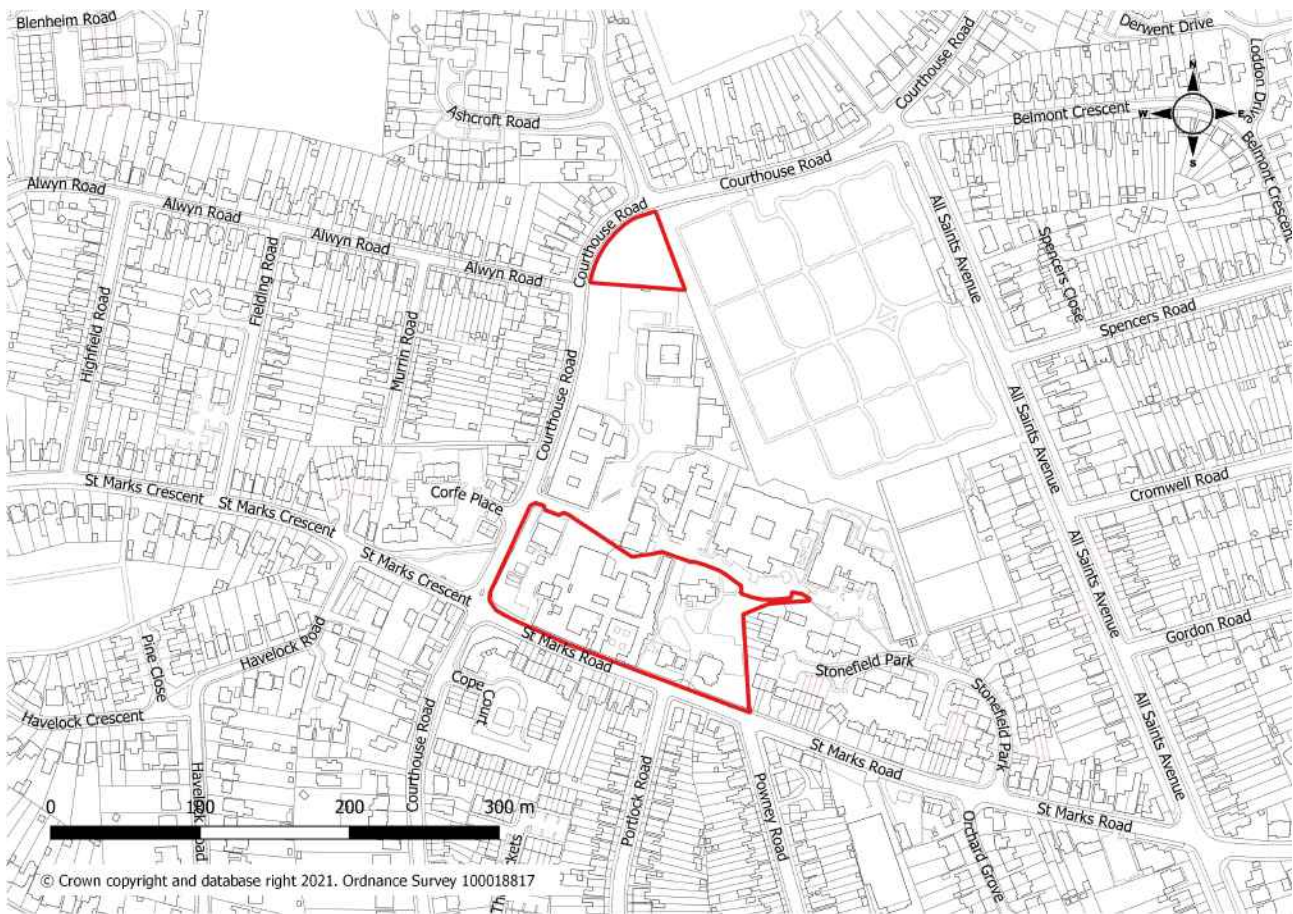 Blenheim Road
Derwent Drive
Loddon Drive
Courthouse Road
N
W
E
S
Ashcroft Road
Belmont Crescent
Belmont Crescent
Courthouse Road
Alwyn Road
Alwyn Road
Alwyn Road
Alwyn Road
Courthouse Road
All Saints Avenue
Spencers Close
Spencers Road
Highfield Road
Fielding Road
Murrin Road
Courthouse Road
All Saints Avenue
Cromwell Road
St Marks Crescent
St Marks Crescent
Corfe Place
St Marks Crescent
All Saints Avenue
Gordon Road
Pine Close
Havelock Road
St Marks Road
Stonefield Park
Stonefield Park
Cope Court
Havelock Crescent
Havelock Road
Courthouse Road
All Saints Avenue
St Marks Road
St Marks Road
Portlock Road
Powney Road
Orchard Grove
0 100 200 300 m
© Crown copyright and database right 2021. Ordnance Survey 100018817